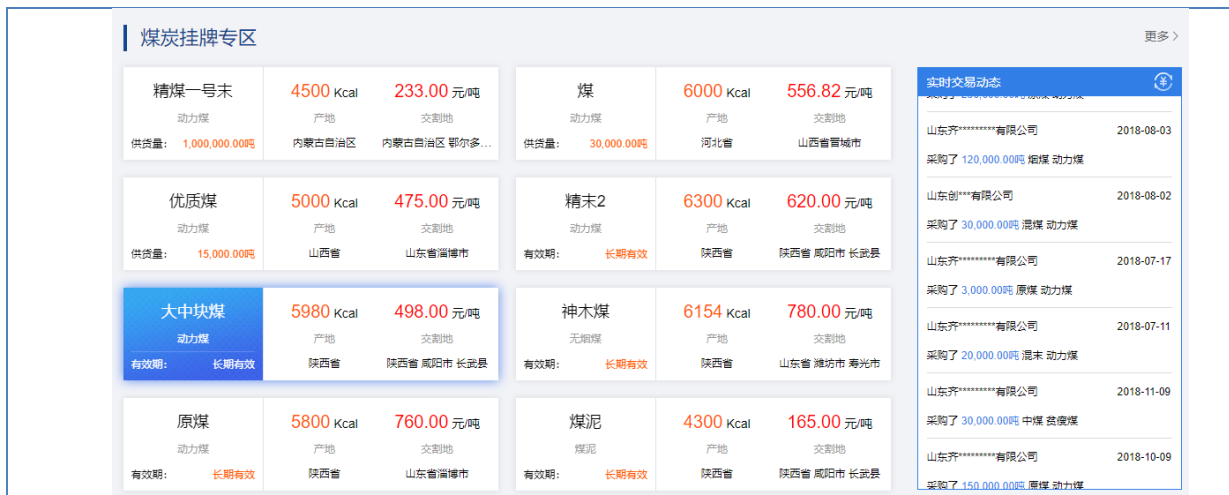 煤炭挂牌专区
更多 >
精煤一号末
4500 Kcal
233.00 元/吨
动力煤
产地
交割地
供货量： 1,000,000.00吨
内蒙古自治区
内蒙古自治区 鄂尔多...
煤
6000 Kcal
556.82 元/吨
动力煤
产地
交割地
供货量： 30,000.00吨
河北省
山西省晋城市
优质煤
5000 Kcal
475.00 元/吨
动力煤
产地
交割地
供货量： 15,000.00吨
山西省
山东省淄博市
精末2
6300 Kcal
620.00 元/吨
动力煤
产地
交割地
有效期： 长期有效
陕西省
陕西省 咸阳市 长武县
大中块煤
5980 Kcal
498.00 元/吨
动力煤
产地
交割地
有效期： 长期有效
陕西省
陕西省 咸阳市 长武县
神木煤
6154 Kcal
780.00 元/吨
无烟煤
产地
交割地
有效期： 长期有效
陕西省
山东省 潍坊市 寿光市
原煤
5800 Kcal
760.00 元/吨
动力煤
产地
交割地
有效期： 长期有效
陕西省
山东省淄博市
煤泥
4300 Kcal
165.00 元/吨
煤泥
产地
交割地
有效期： 长期有效
陕西省
陕西省 咸阳市 长武县
实时交易动态
山东齐*********有限公司 2018-08-03
采购了 120,000.00吨 烟煤 动力煤
山东创***有限公司 2018-08-02
采购了 30,000.00吨 混煤 动力煤
山东齐*********有限公司 2018-07-17
采购了 3,000.00吨 原煤 动力煤
山东齐*********有限公司 2018-07-11
采购了 20,000.00吨 混末 动力煤
山东齐*********有限公司 2018-11-09
采购了 30,000.00吨 中煤 贫瘦煤
山东齐*********有限公司 2018-10-09
采购了 150,000.00吨 原煤 动力煤